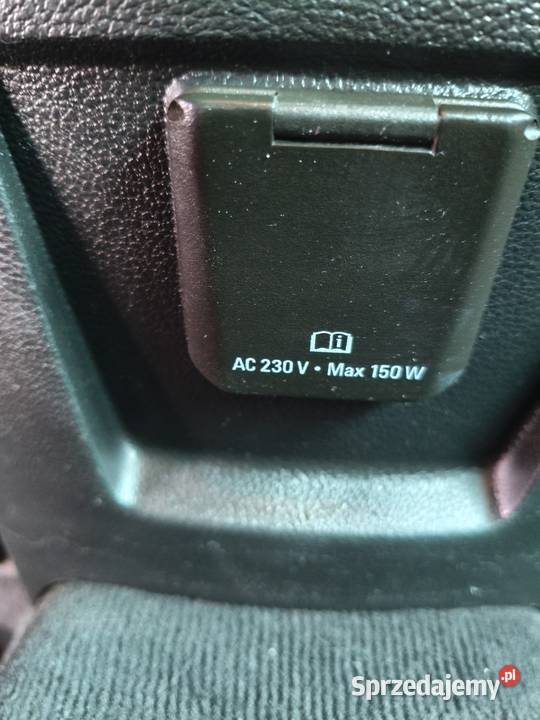 AC 230 V • Max 150 W
Sprzedajemy.pl